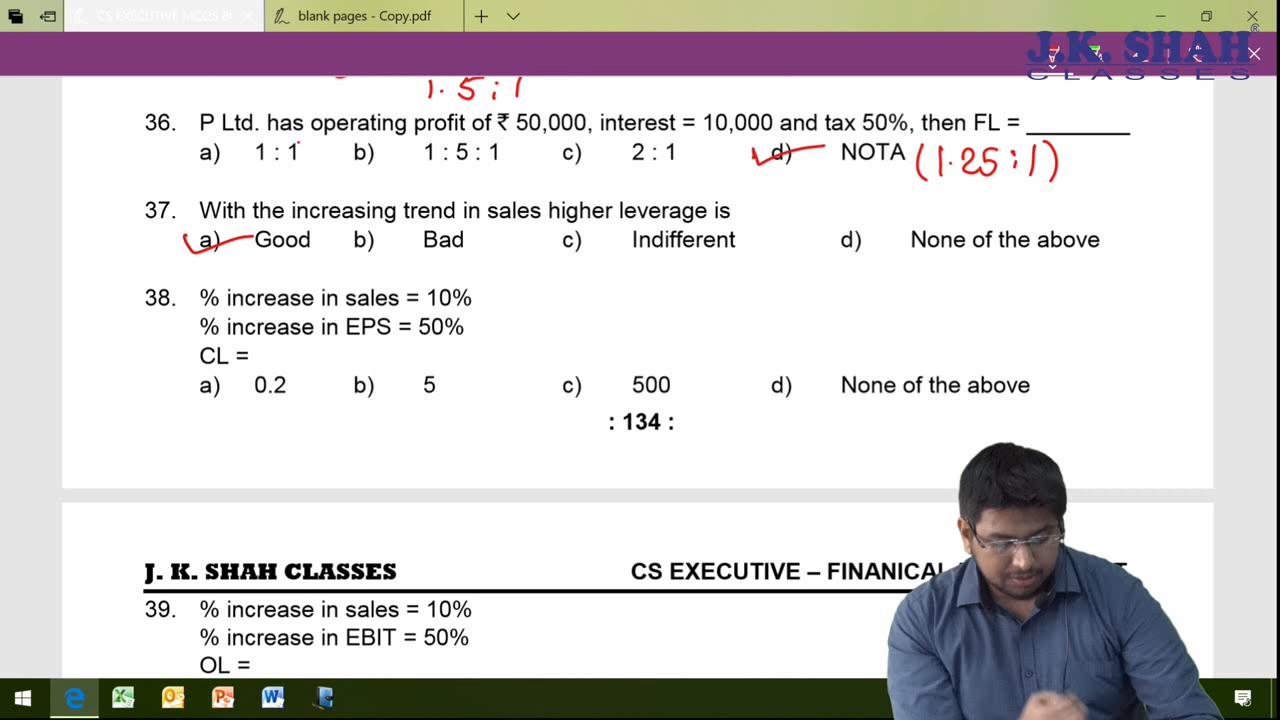 CS EXECUTIVE MCQS
blank pages - Copy.pdf
J.K. SHAH®
CLASSES
1.5:1
36. P Ltd. has operating profit of ₹ 50,000, interest = 10,000 and tax 50%, then FL = ________
a) 1 : 1 b) 1 : 5 : 1 c) 2 : 1 d) NOTA (1.25:1)
37. With the increasing trend in sales higher leverage is
a) Good b) Bad c) Indifferent d) None of the above
38. % increase in sales = 10%
% increase in EPS = 50%
CL =
a) 0.2 b) 5 c) 500 d) None of the above
: 134 :
J. K. SHAH CLASSES CS EXECUTIVE – FINANICAL
39. % increase in sales = 10%
% increase in EBIT = 50%
OL =